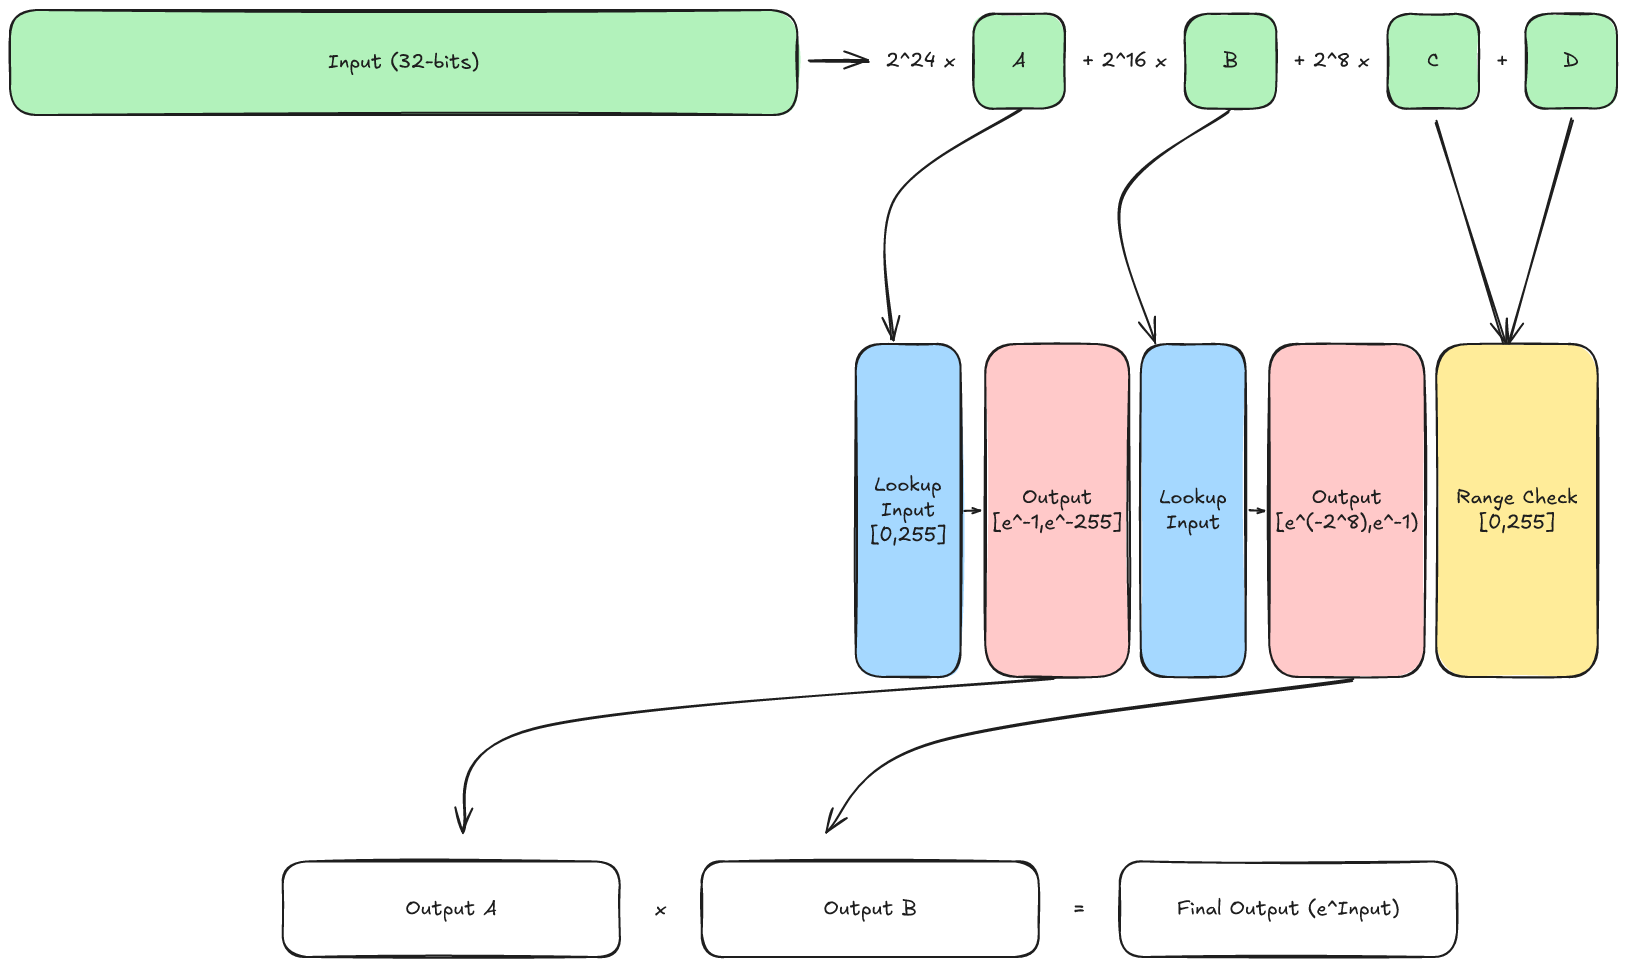 Input (32-bits)
2^24 x
A
+ 2^16 x
B
+ 2^8 x
C
+
D
Lookup
Input
[0,255]
Output
[e^-1,e^-255]
Lookup
Input
Output
[e^(-2^8),e^-1)
Range Check
[0,255]
Output A
x
Output B
=
Final Output (e^Input)